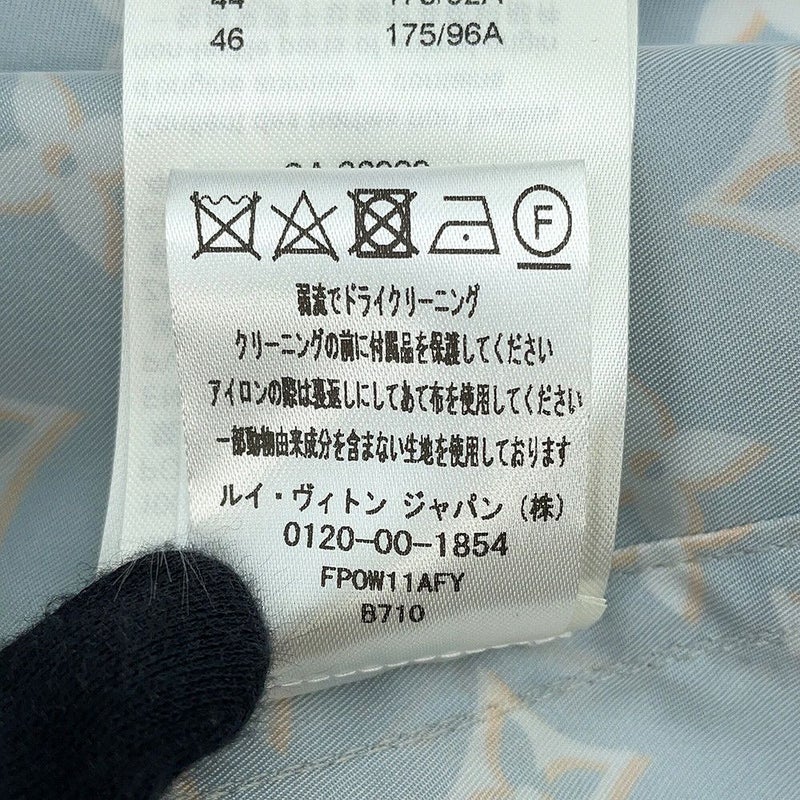 46 175/96A
F
弱流でドライクリーニング
クリーニングの前に付属品を保護してください
アイロンの際は裏返しにしてあて布を使用してください
一部動物由来成分を含まない生地を使用しております
ルイ・ヴィトン ジャパン (株)
0120-00-1854
FPOW11AFY
B710